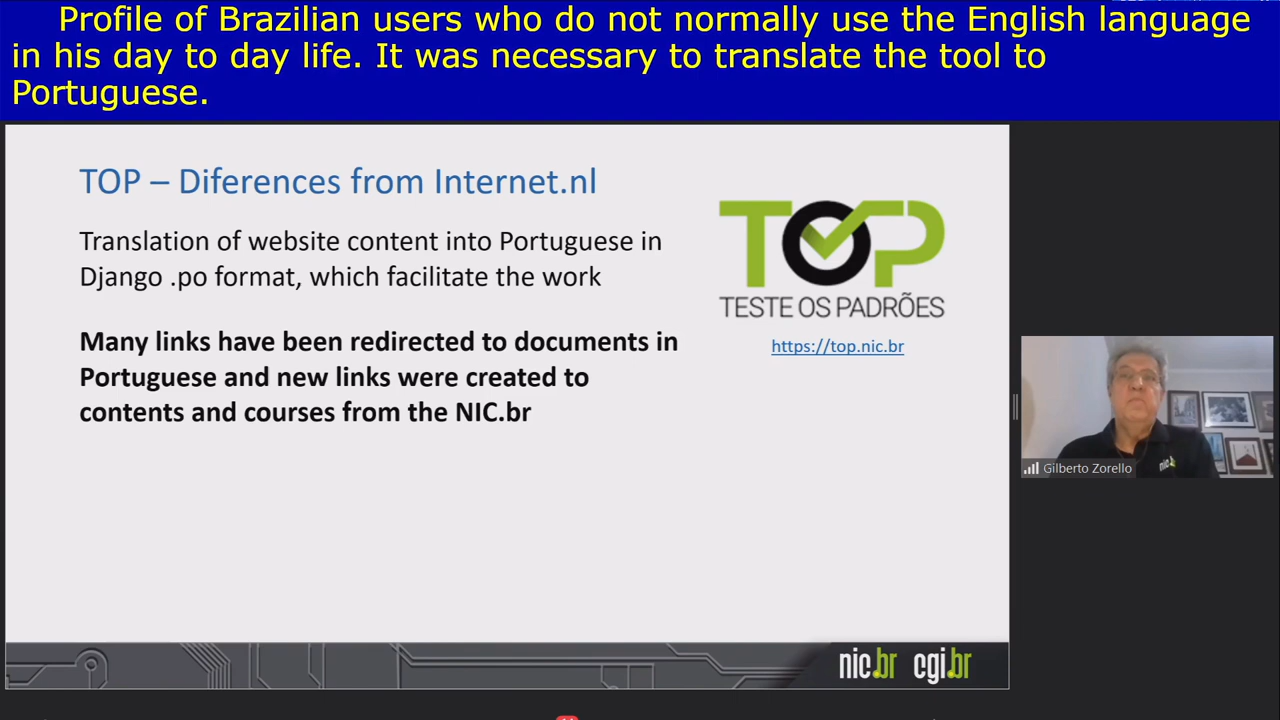 Profile of Brazilian users who do not normally use the English language
in his day to day life. It was necessary to translate the tool to
Portuguese.
TOP – Diferences from Internet.nl
Translation of website content into Portuguese in
Django .po format, which facilitate the work
Many links have been redirected to documents in
Portuguese and new links were created to
contents and courses from the NIC.br
TOP
TESTE OS PADRÕES
https://top.nic.br
nic.br
Gilberto Zorello
nic.br cgi.br